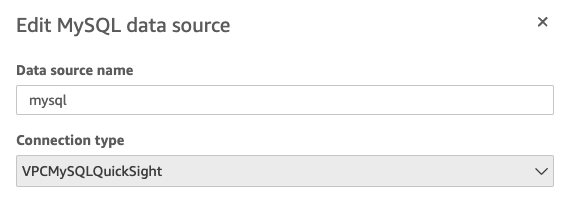 Edit MySQL data source
Data source name
mysql
Connection type
VPCMySQLQuickSight